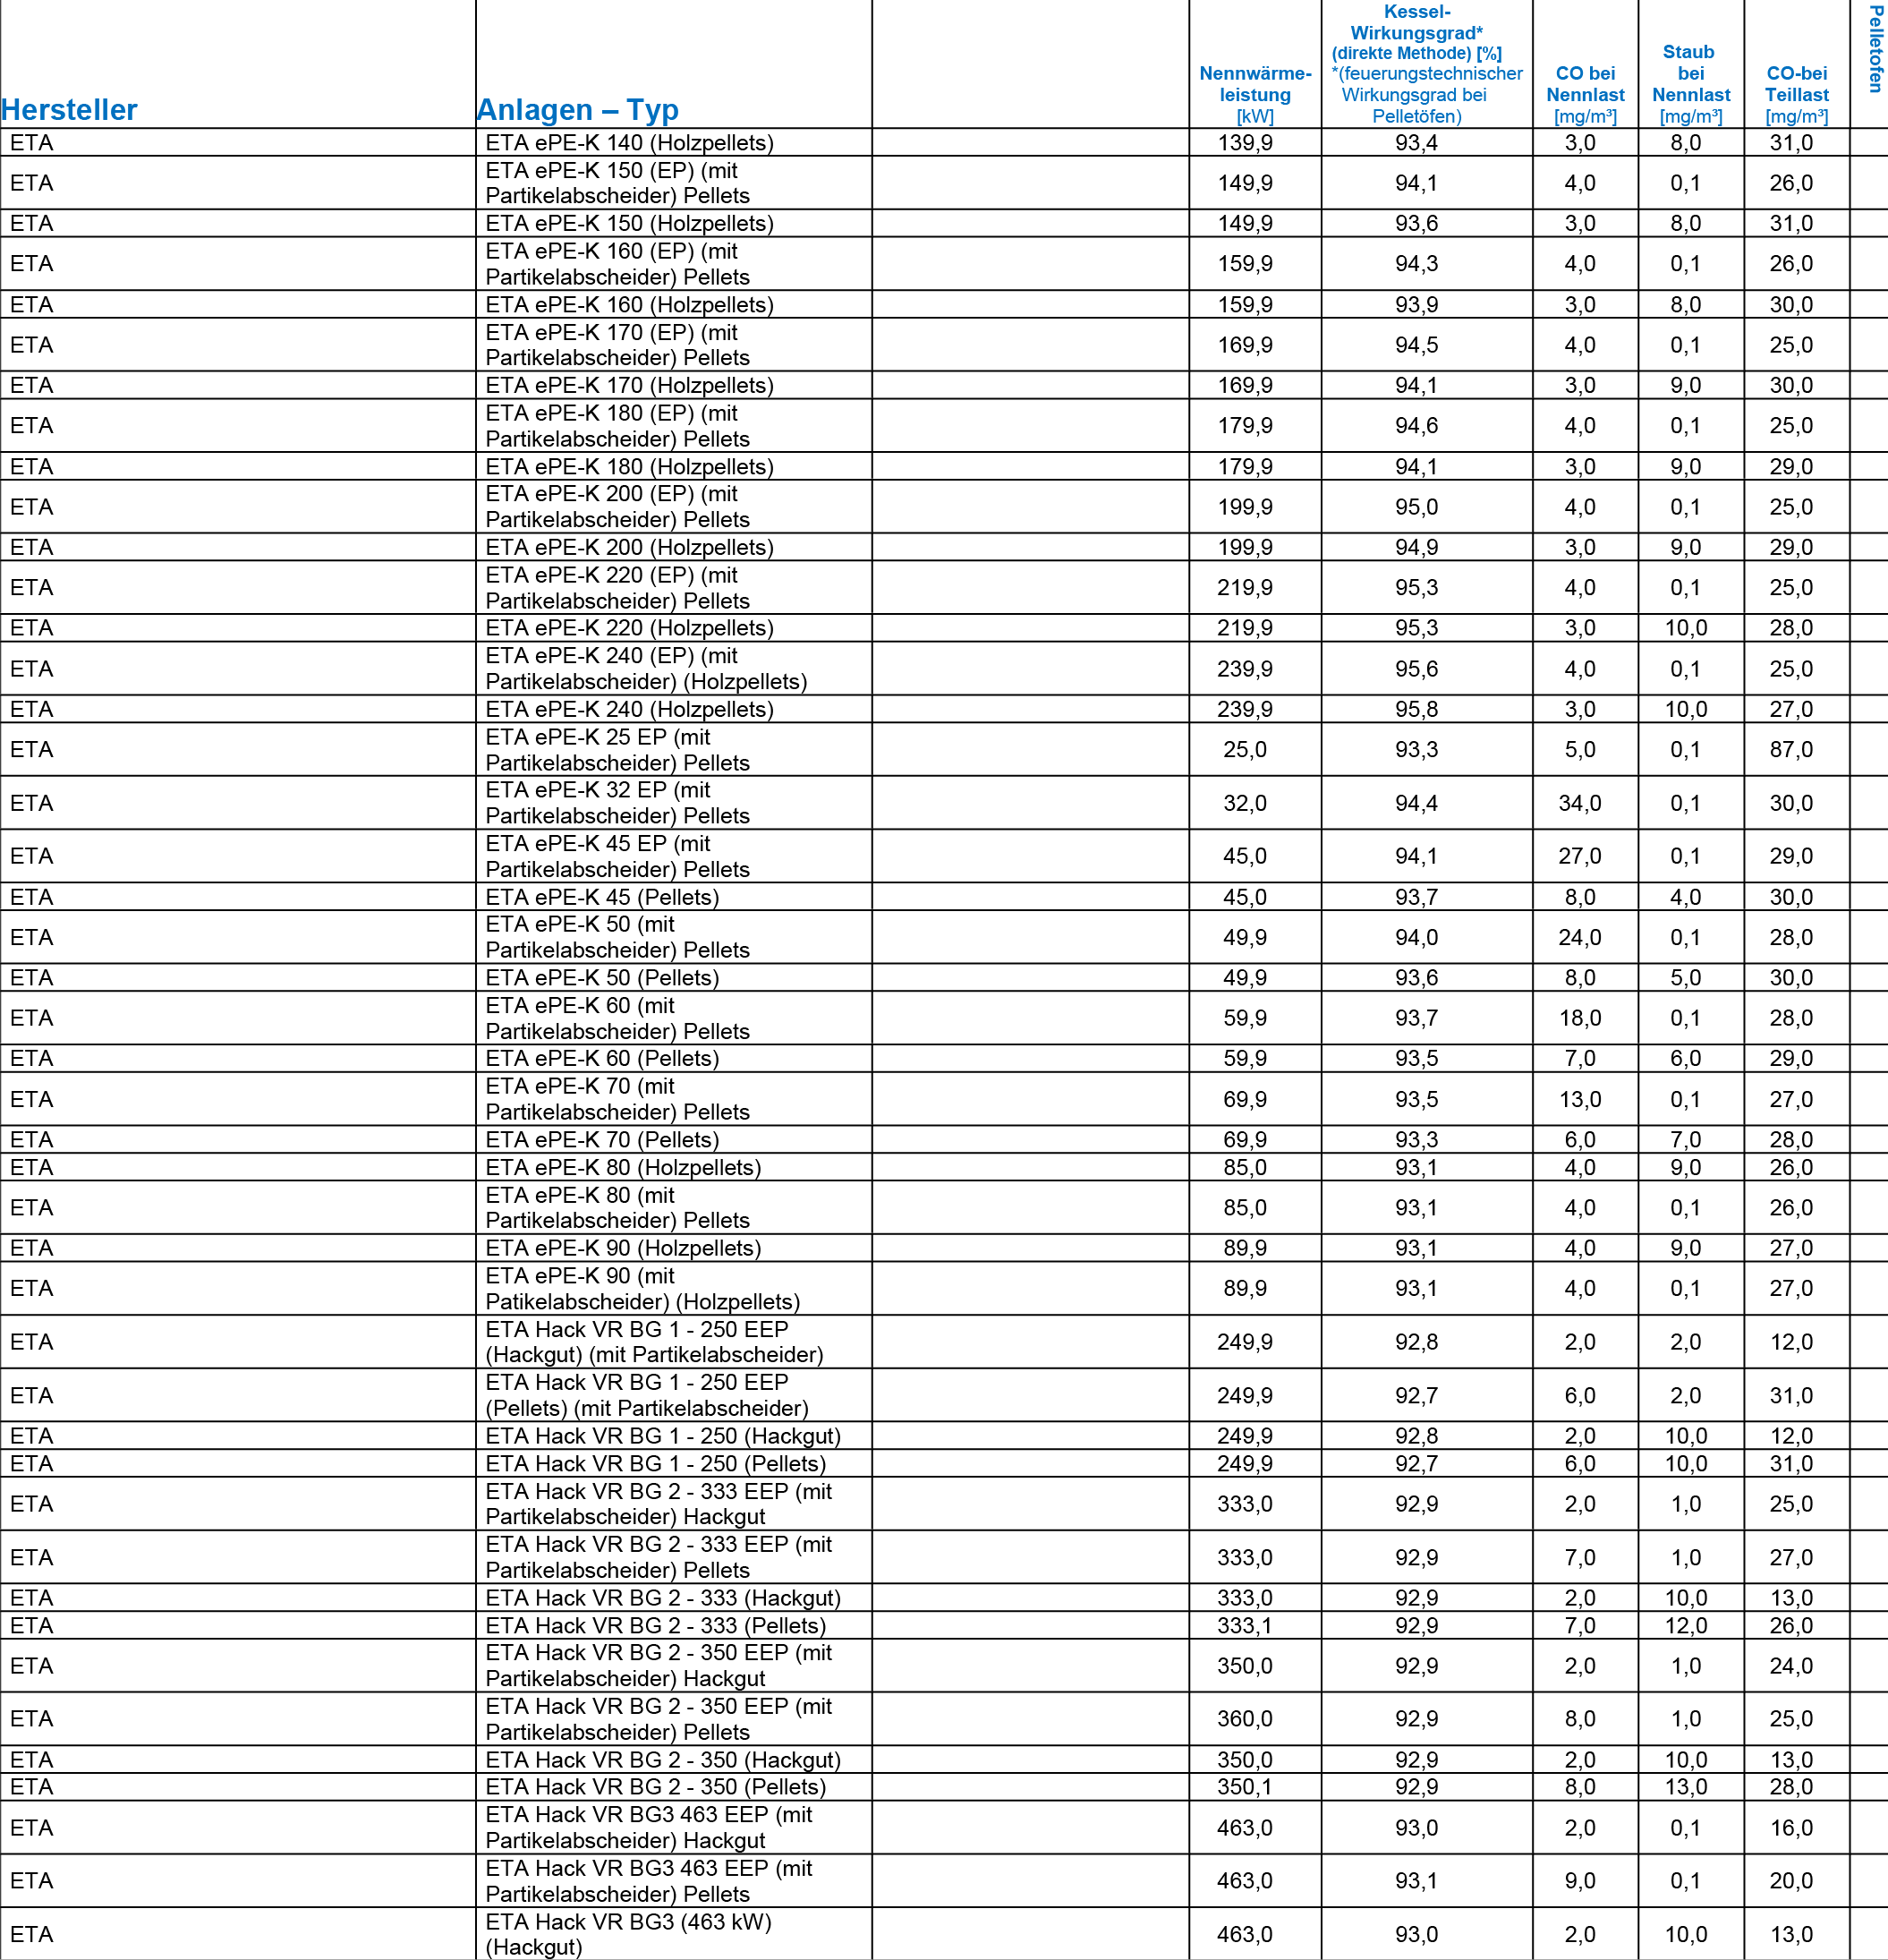 Hersteller
Anlagen – Typ
Nennwärme-
leistung
[kW]
Kessel-
Wirkungsgrad*
(direkte Methode) [%]
*(feuerungstechnischer
Wirkungsgrad bei
Pelletöfen)
CO bei
Nennlast
[mg/m³]
Staub
bei
Nennlast
[mg/m³]
CO-bei
Teillast
[mg/m³]
Pelletofen
ETA ETA ePE-K 140 (Holzpellets) 139,9 93,4 3,0 8,0 31,0
ETA ETA ePE-K 150 (EP) (mit
Partikelabscheider) Pellets 149,9 94,1 4,0 0,1 26,0
ETA ETA ePE-K 150 (Holzpellets) 149,9 93,6 3,0 8,0 31,0
ETA ETA ePE-K 160 (EP) (mit
Partikelabscheider) Pellets 159,9 94,3 4,0 0,1 26,0
ETA ETA ePE-K 160 (Holzpellets) 159,9 93,9 3,0 8,0 30,0
ETA ETA ePE-K 170 (EP) (mit
Partikelabscheider) Pellets 169,9 94,5 4,0 0,1 25,0
ETA ETA ePE-K 170 (Holzpellets) 169,9 94,1 3,0 9,0 30,0
ETA ETA ePE-K 180 (EP) (mit
Partikelabscheider) Pellets 179,9 94,6 4,0 0,1 25,0
ETA ETA ePE-K 180 (Holzpellets) 179,9 94,1 3,0 9,0 29,0
ETA ETA ePE-K 200 (EP) (mit
Partikelabscheider) Pellets 199,9 95,0 4,0 0,1 25,0
ETA ETA ePE-K 200 (Holzpellets) 199,9 94,9 3,0 9,0 29,0
ETA ETA ePE-K 220 (EP) (mit
Partikelabscheider) Pellets 219,9 95,3 4,0 0,1 25,0
ETA ETA ePE-K 220 (Holzpellets) 219,9 95,3 3,0 10,0 28,0
ETA ETA ePE-K 240 (EP) (mit
Partikelabscheider) (Holzpellets) 239,9 95,6 4,0 0,1 25,0
ETA ETA ePE-K 240 (Holzpellets) 239,9 95,8 3,0 10,0 27,0
ETA ETA ePE-K 25 EP (mit
Partikelabscheider) Pellets 25,0 93,3 5,0 0,1 87,0
ETA ETA ePE-K 32 EP (mit
Partikelabscheider) Pellets 32,0 94,4 34,0 0,1 30,0
ETA ETA ePE-K 45 EP (mit
Partikelabscheider) Pellets 45,0 94,1 27,0 0,1 29,0
ETA ETA ePE-K 45 (Pellets) 45,0 93,7 8,0 4,0 30,0
ETA ETA ePE-K 50 (mit
Partikelabscheider) Pellets 49,9 94,0 24,0 0,1 28,0
ETA ETA ePE-K 50 (Pellets) 49,9 93,6 8,0 5,0 30,0
ETA ETA ePE-K 60 (mit
Partikelabscheider) Pellets 59,9 93,7 18,0 0,1 28,0
ETA ETA ePE-K 60 (Pellets) 59,9 93,5 7,0 6,0 29,0
ETA ETA ePE-K 70 (mit
Partikelabscheider) Pellets 69,9 93,5 13,0 0,1 27,0
ETA ETA ePE-K 70 (Pellets) 69,9 93,3 6,0 7,0 28,0
ETA ETA ePE-K 80 (Holzpellets) 85,0 93,1 4,0 9,0 26,0
ETA ETA ePE-K 80 (mit
Partikelabscheider) Pellets 85,0 93,1 4,0 0,1 26,0
ETA ETA ePE-K 90 (Holzpellets) 89,9 93,1 4,0 9,0 27,0
ETA ETA ePE-K 90 (mit
Patikelabscheider) (Holzpellets) 89,9 93,1 4,0 0,1 27,0
ETA ETA Hack VR BG 1 - 250 EEP
(Hackgut) (mit Partikelabscheider) 249,9 92,8 2,0 2,0 12,0
ETA ETA Hack VR BG 1 - 250 EEP
(Pellets) (mit Partikelabscheider) 249,9 92,7 6,0 2,0 31,0
ETA ETA Hack VR BG 1 - 250 (Hackgut) 249,9 92,8 2,0 10,0 12,0
ETA ETA Hack VR BG 1 - 250 (Pellets) 249,9 92,7 6,0 10,0 31,0
ETA ETA Hack VR BG 2 - 333 EEP (mit
Partikelabscheider) Hackgut 333,0 92,9 2,0 1,0 25,0
ETA ETA Hack VR BG 2 - 333 EEP (mit
Partikelabscheider) Pellets 333,0 92,9 7,0 1,0 27,0
ETA ETA Hack VR BG 2 - 333 (Hackgut) 333,0 92,9 2,0 10,0 13,0
ETA ETA Hack VR BG 2 - 333 (Pellets) 333,1 92,9 7,0 12,0 26,0
ETA ETA Hack VR BG 2 - 350 EEP (mit
Partikelabscheider) Hackgut 350,0 92,9 2,0 1,0 24,0
ETA ETA Hack VR BG 2 - 350 EEP (mit
Partikelabscheider) Pellets 360,0 92,9 8,0 1,0 25,0
ETA ETA Hack VR BG 2 - 350 (Hackgut) 350,0 92,9 2,0 10,0 13,0
ETA ETA Hack VR BG 2 - 350 (Pellets) 350,1 92,9 8,0 13,0 28,0
ETA ETA Hack VR BG3 463 EEP (mit
Partikelabscheider) Hackgut 463,0 93,0 2,0 0,1 16,0
ETA ETA Hack VR BG3 463 EEP (mit
Partikelabscheider) Pellets 463,0 93,1 9,0 0,1 20,0
ETA ETA Hack VR BG3 (463 kW)
(Hackgut) 463,0 93,0 2,0 10,0 13,0